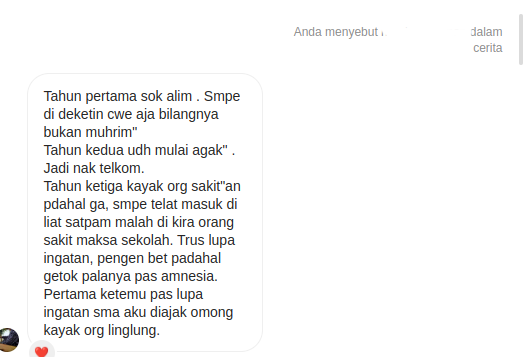 Anda menyebut dalam
cerita
Tahun pertama sok alim . Smpe
di deketin cwe aja bilangnya
bukan muhrim"
Tahun kedua udh mulai agak" .
Jadi nak telkom.
Tahun ketiga kayak org sakit"an
pdahal ga, smpe telat masuk di
liat satpam malah di kira orang
sakit maksa sekolah. Trus lupa
ingatan, pengen bet padahal
getok palanya pas amnesia.
Pertama ketemu pas lupa
ingatan sma aku diajak omong
kayak org linglung.